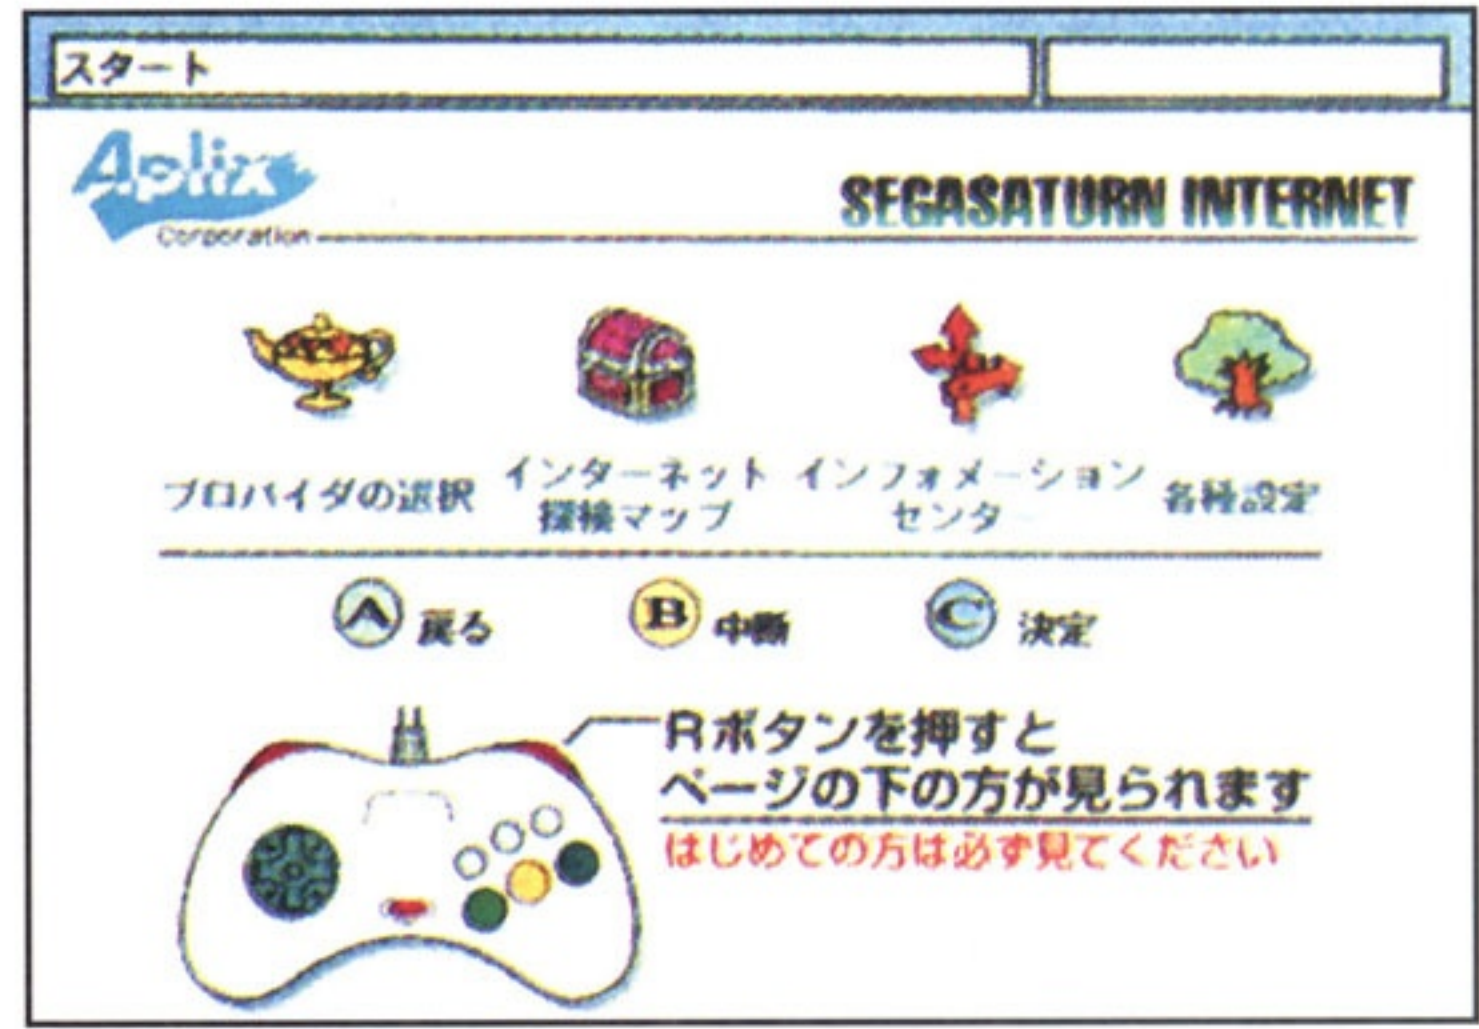 スタート
Aplix
Corporation
SEGASATURN INTERNET
プロバイダの選択
インターネット
探検マップ
インフォメーション
センター
各種設定
A 戻る
B 中断
C 決定
Rボタンを押すと
ページの下の方が見られます
はじめての方は必ず見てください